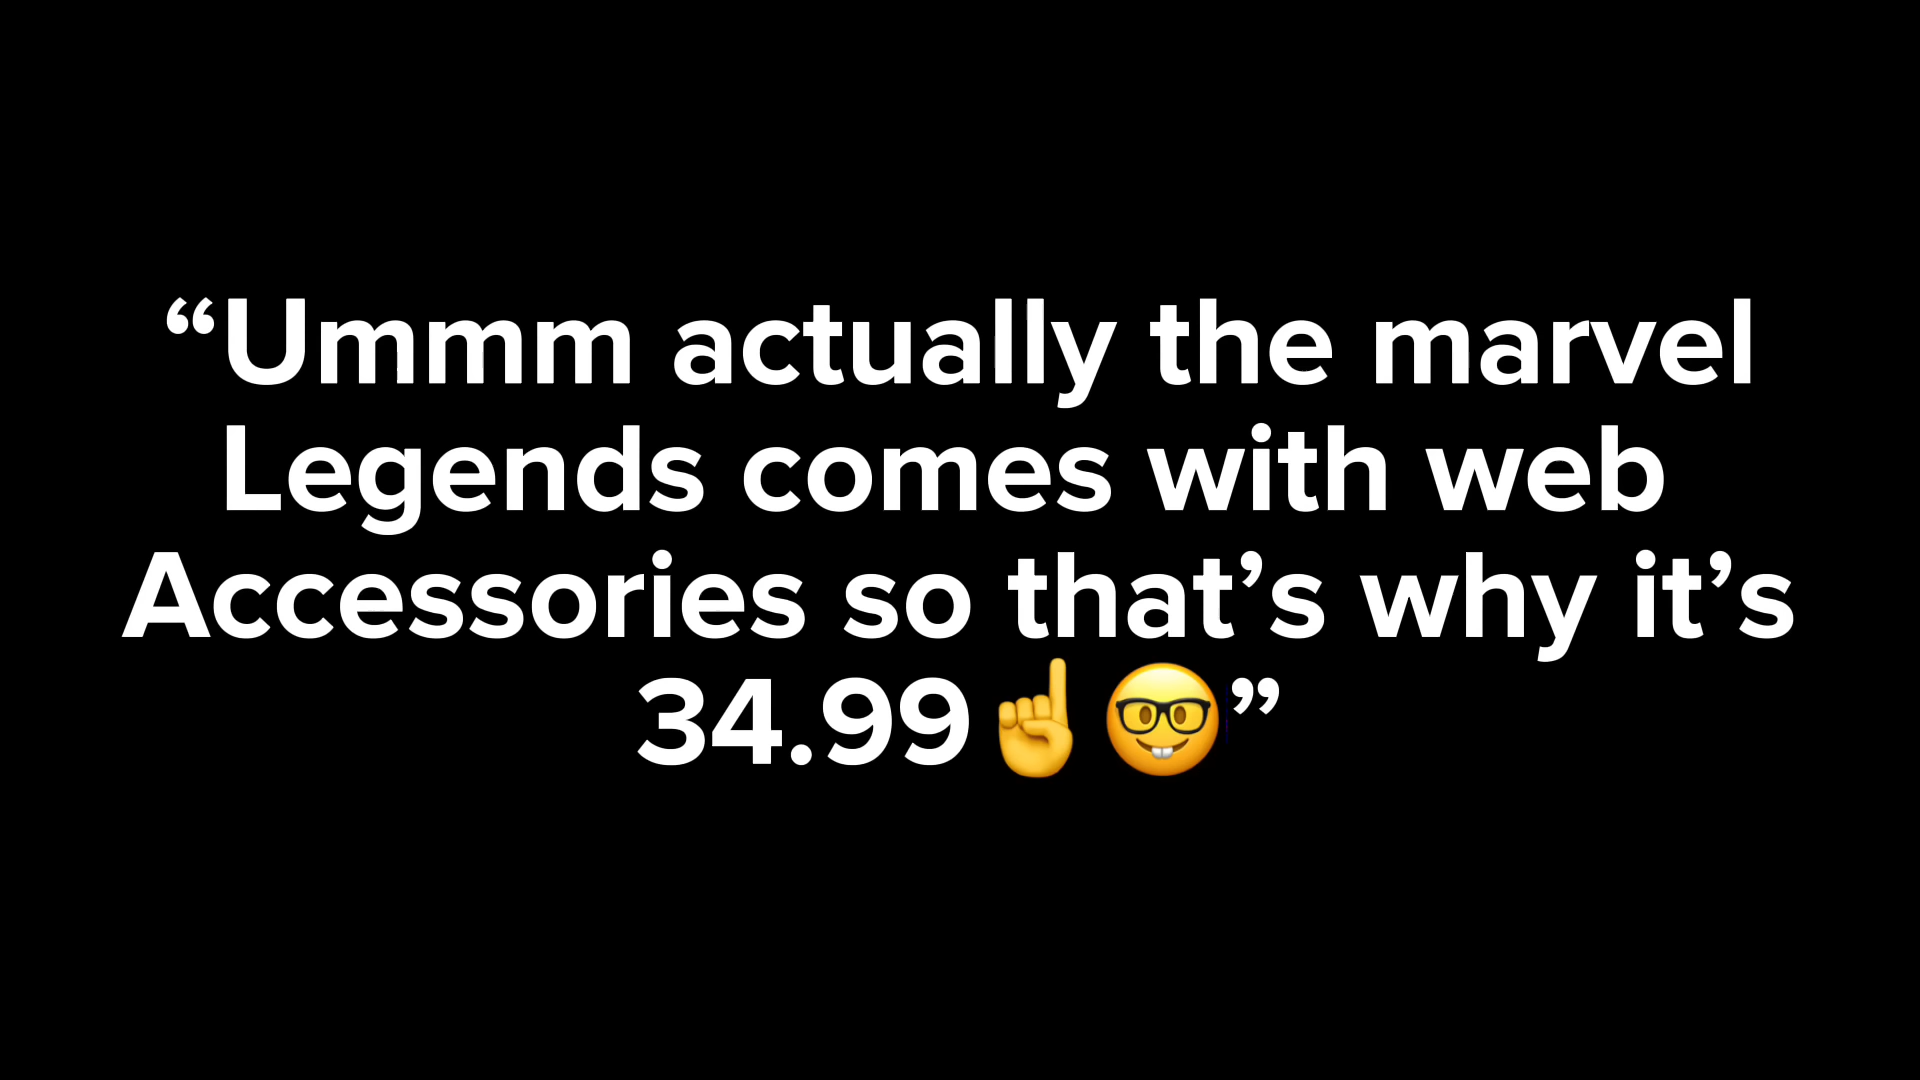 “Ummm actually the marvel
Legends comes with web
Accessories so that’s why it’s
34.99☝️🤓”